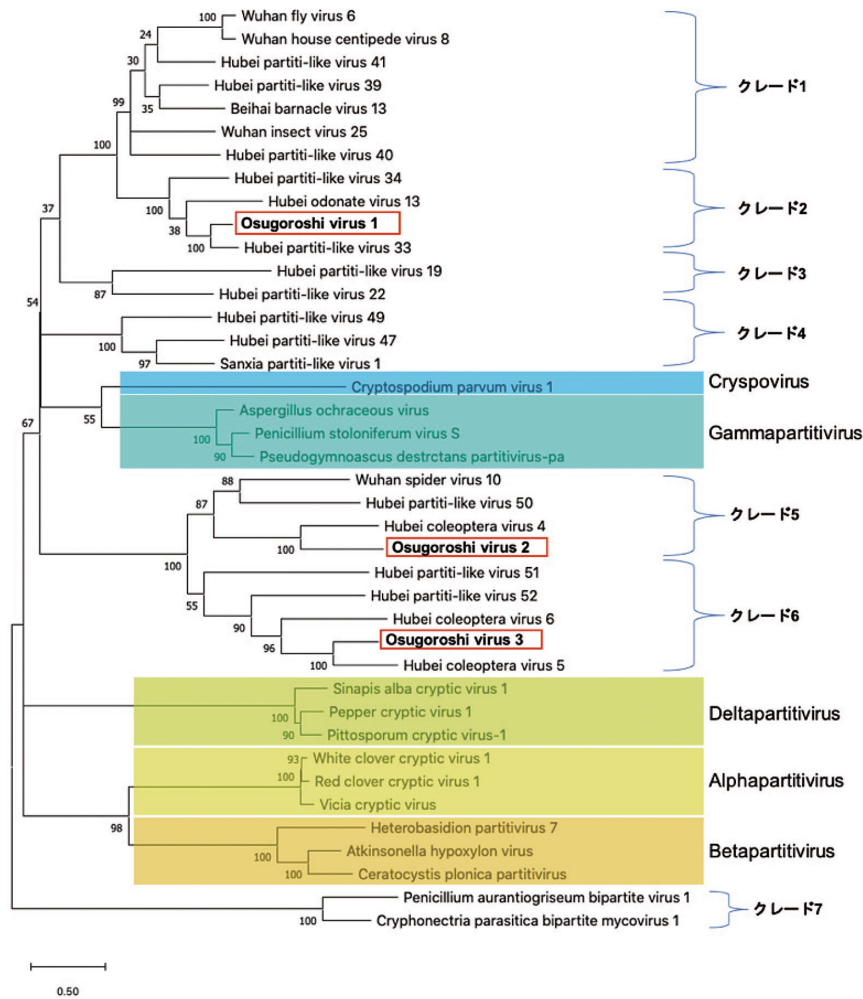 100 Wuhan fly virus 6
24 Wuhan house centipede virus 8
30 Hubei partiti-like virus 41
Hubei partiti-like virus 39
99 35 Beihai barnacle virus 13
クレード1
Wuhan insect virus 25
100 Hubei partiti-like virus 40
Hubei partiti-like virus 34
100 Hubei odonate virus 13
クレード2
37 38 Osugoroshi virus 1
100 Hubei partiti-like virus 33
Hubei partiti-like virus 19
クレード3
87 Hubei partiti-like virus 22
54 Hubei partiti-like virus 49
100 Hubei partiti-like virus 47
クレード4
97 Sanxia partiti-like virus 1
Cryptospodium parvum virus 1 Cryspovirus
67 55 Aspergillus ochraceous virus
100 Penicillium stoloniferum virus S Gammapartitivirus
90 Pseudogymnoascus destrctans partitivirus-pa
88 Wuhan spider virus 10
87 Hubei partiti-like virus 50
クレード5
Hubei coleoptera virus 4
100 Osugoroshi virus 2
100 Hubei partiti-like virus 51
55 Hubei partiti-like virus 52
90 Hubei coleoptera virus 6
クレード6
96 Osugoroshi virus 3
100 Hubei coleoptera virus 5
Sinapis alba cryptic virus 1
100 Pepper cryptic virus 1 Deltapartitivirus
90 Pittosporum cryptic virus-1
93 White clover cryptic virus 1
100 Red clover cryptic virus 1 Alphapartitivirus
Vicia cryptic virus
98 Heterobasidion partitivirus 7
100 Atkinsonella hypoxylon virus Betapartitivirus
100 Ceratocystis plonica partitivirus
Penicillium aurantiogriseum bipartite virus 1
クレード7
100 Cryphonectria parasitica bipartite mycovirus 1
0.50